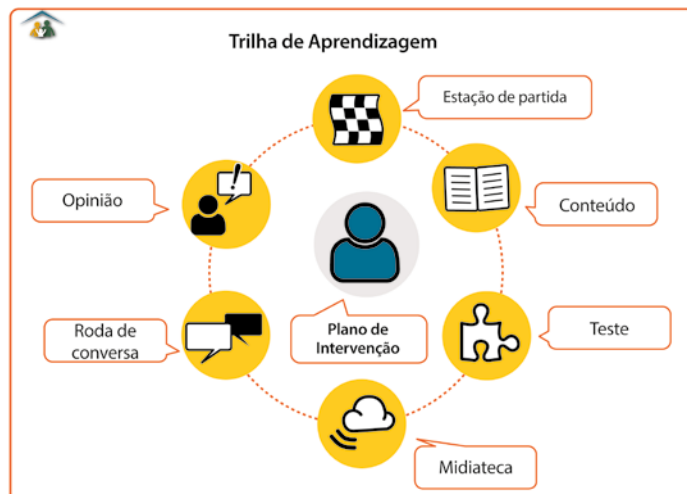 Trilha de Aprendizagem
Estação de partida
Conteúdo
Opinião
Plano de
Intervenção
Teste
Roda de
conversa
Midiateca